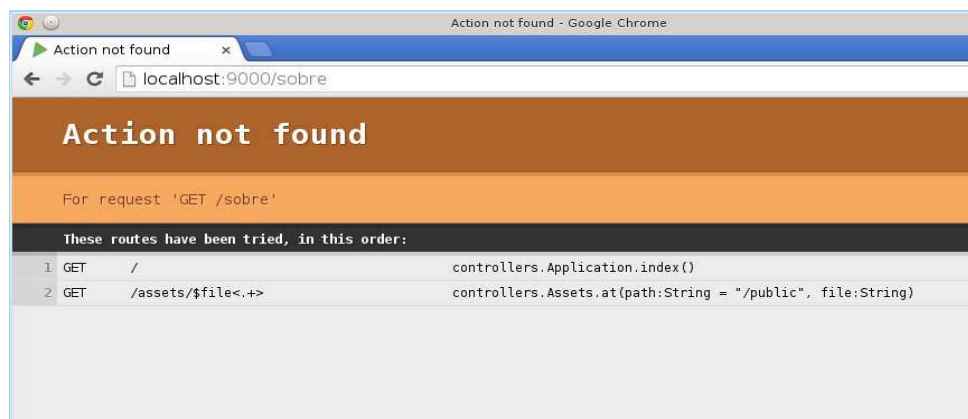 Action not found - Google Chrome
Action not found
localhost:9000/sobre
Action not found
For request 'GET /sobre'
These routes have been tried, in this order:
1 GET / controllers.Application.index()
2 GET /assets/$file<.+> controllers.Assets.at(path:String = "/public", file:String)